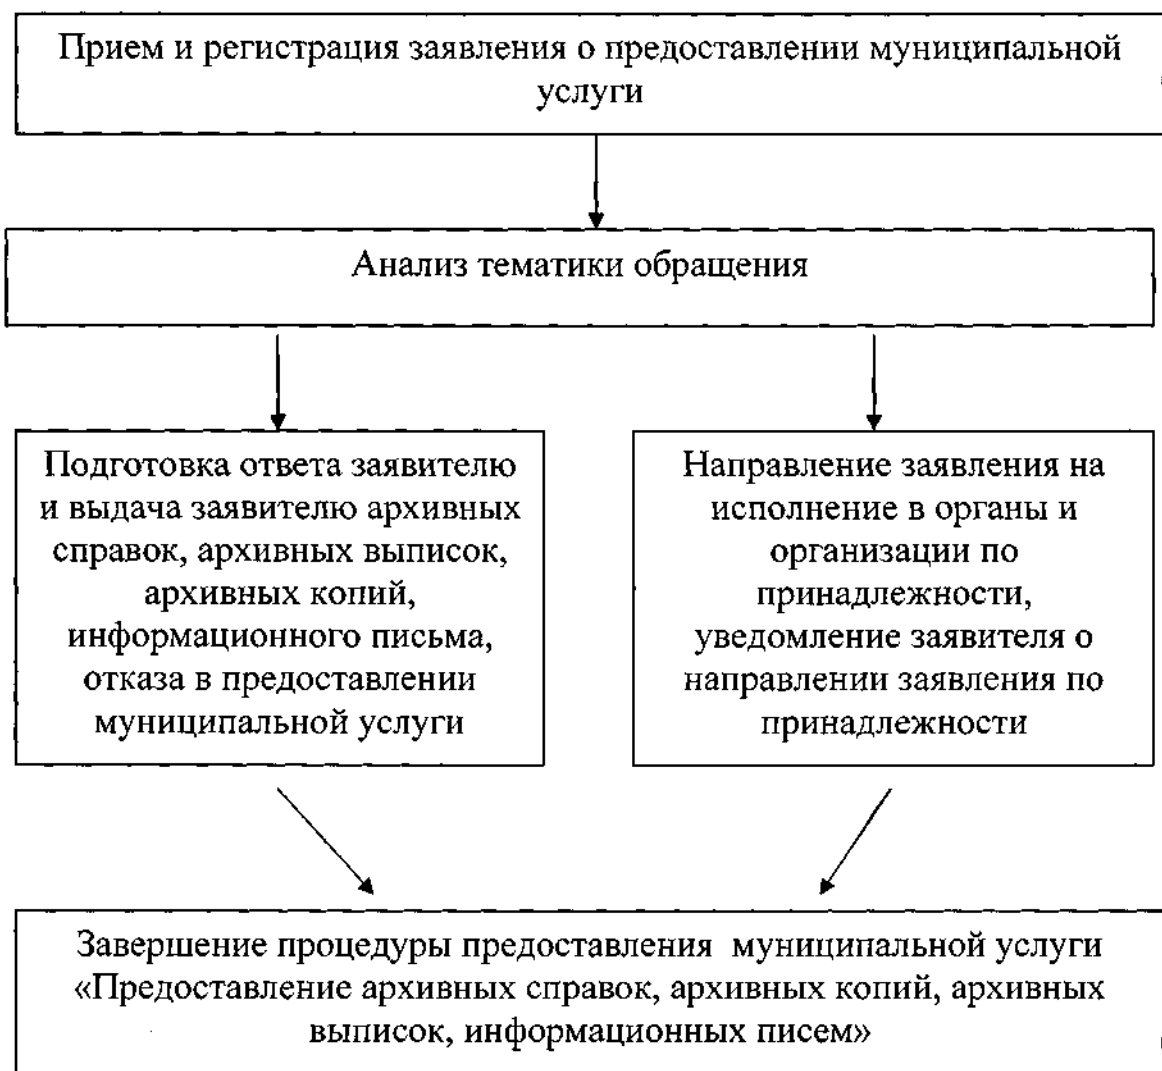 Прием и регистрация заявления о предоставлении муниципальной
услуги
Анализ тематики обращения
Подготовка ответа заявителю
и выдача заявителю архивных
справок, архивных выписок,
архивных копий,
информационного письма,
отказа в предоставлении
муниципальной услуги
Направление заявления на
исполнение в органы и
организации по
принадлежности,
уведомление заявителя о
направлении заявления по
принадлежности
Завершение процедуры предоставления муниципальной услуги
«Предоставление архивных справок, архивных копий, архивных
выписок, информационных писем»